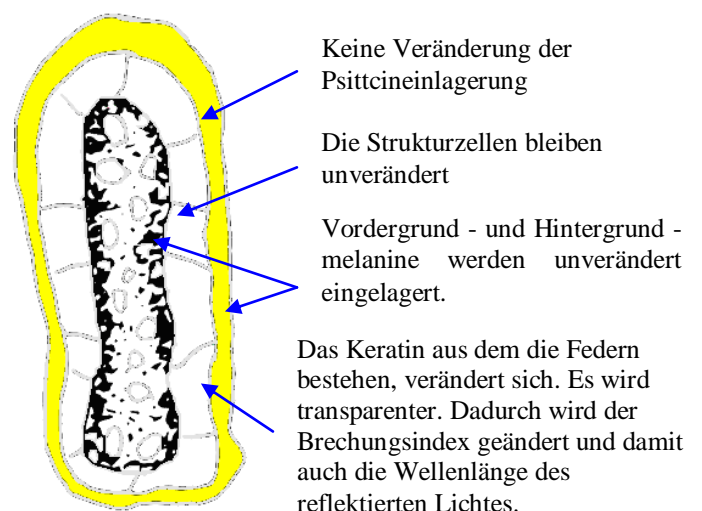 Keine Veränderung der
Psittcineinlagerung
Die Strukturzellen bleiben
unverändert
Vordergrund - und Hintergrund -
melanine werden unverändert
eingelagert.
Das Keratin aus dem die Federn
bestehen, verändert sich. Es wird
transparenter. Dadurch wird der
Brechungsindex geändert und damit
auch die Wellenlänge des
reflektierten Lichtes.